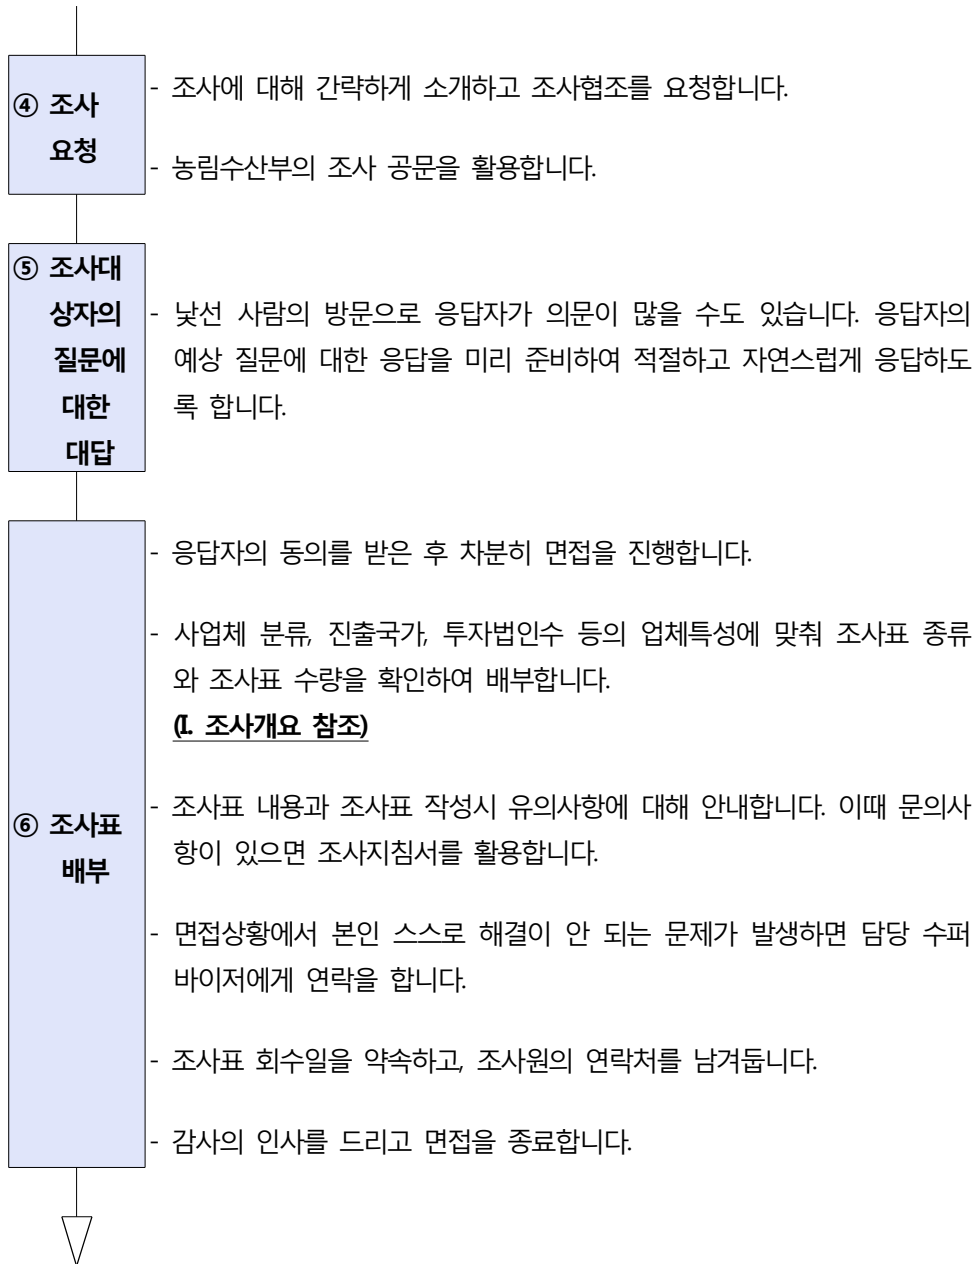 ④ 조사
요청
- 조사에 대해 간략하게 소개하고 조사협조를 요청합니다.
- 농림수산부의 조사 공문을 활용합니다.
⑤ 조사대
상자의
질문에
대한
대답
- 낯선 사람의 방문으로 응답자가 의문이 많을 수도 있습니다. 응답자의
예상 질문에 대한 응답을 미리 준비하여 적절하고 자연스럽게 응답하도
록 합니다.
⑥ 조사표
배부
- 응답자의 동의를 받은 후 차분히 면접을 진행합니다.
- 사업체 분류, 진출국가, 투자법인수 등의 업체특성에 맞춰 조사표 종류
와 조사표 수량을 확인하여 배부합니다.
(I. 조사개요 참조)
- 조사표 내용과 조사표 작성시 유의사항에 대해 안내합니다. 이때 문의사
항이 있으면 조사지침서를 활용합니다.
- 면접상황에서 본인 스스로 해결이 안 되는 문제가 발생하면 담당 수퍼
바이저에게 연락을 합니다.
- 조사표 회수일을 약속하고, 조사원의 연락처를 남겨둡니다.
- 감사의 인사를 드리고 면접을 종료합니다.